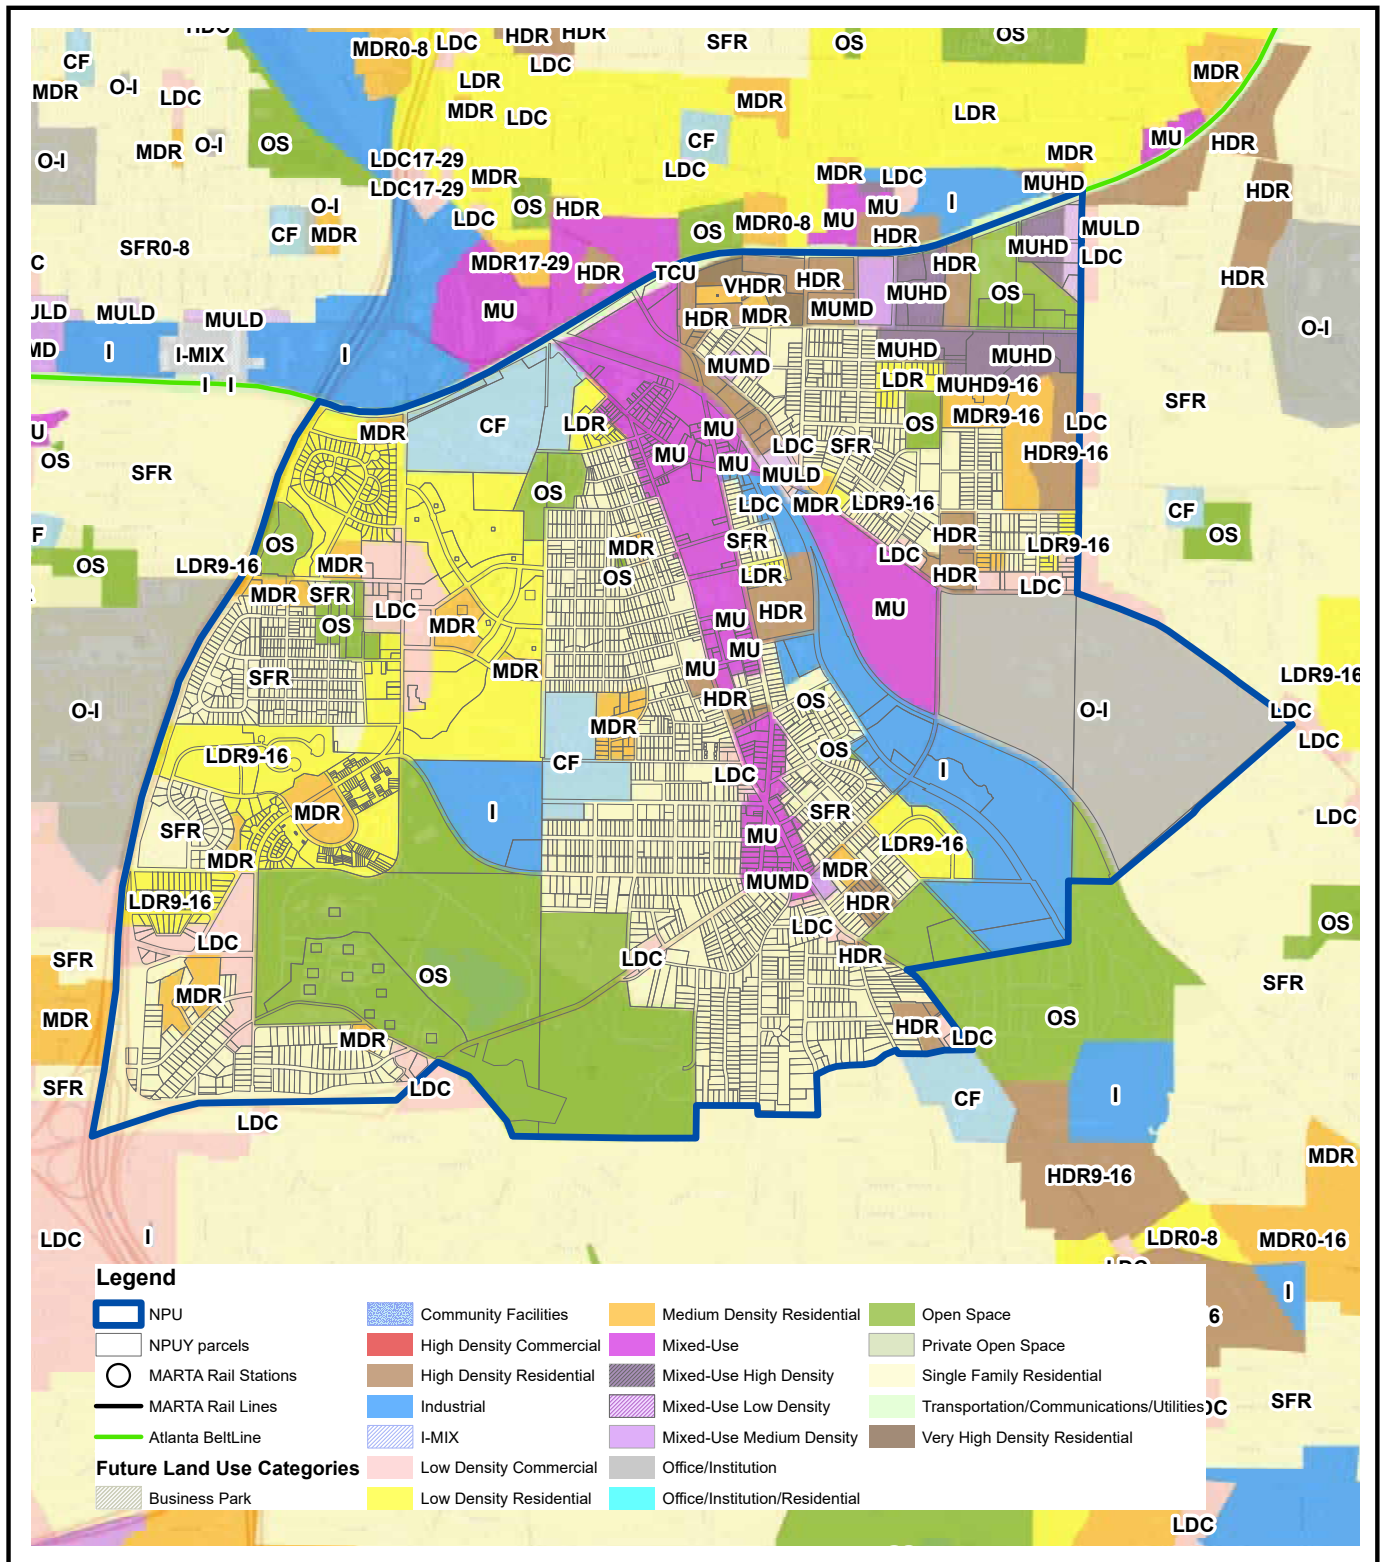 MDR0-8
LDC
HDR
HDR
SFR
OS
OS
CF
MDR
O-I
LDC
LDR
LDC
MDR
LDC
MDR
MDR
LDR
MDR
O-I
OS
O-I
CF
LDC
MU
HDR
MDR
LDC17-29
LDC17-29
MDR
MDR
LDC
MUHD
HDR
O-I
CF
MDR
LDC
OS
HDR
OS
MDR0-8
MU
MU
HDR
I
MULD
LDC
SFR0-8
MDR17-29
HDR
TCU
VHDR
HDR
MUHD
HDR
MUHD
OS
HDR
MULD
MULD
MU
HDR
MDR
MUMD
O-I
I
I-MIX
I
MUMD
MUHD
MUHD
I
I
LDR
MUHD9-16
SFR
MDR
CF
LDR
MU
MU
MU
LDC
SFR
OS
MDR9-16
LDC
HDR9-16
OS
SFR
MULD
OS
LDC
MDR
LDR9-16
CF
OS
OS
LDR9-16
OS
MDR
MDR
OS
SFR
LDC
HDR
LDR9-16
MDR
SFR
OS
LDC
MDR
LDR
HDR
HDR
LDC
MU
MU
MU
SFR
MDR
MU
HDR
OS
LDR9-16
O-I
O-I
LDC
LDC
LDR9-16
MDR
CF
OS
LDC
I
MDR
I
SFR
LDC
SFR
MDR
MU
LDR9-16
LDR9-16
MUMD
MDR
HDR
LDC
LDC
LDC
HDR
OS
SFR
OS
SFR
MDR
MDR
OS
MDR
HDR
LDC
SFR
LDC
LDC
CF
I
HDR9-16
MDR
LDC
I
LDR0-8
MDR0-16
I
SFR
LDC
Legend
NPU
NPUY parcels
MARTA Rail Stations
MARTA Rail Lines
Atlanta BeltLine
Future Land Use Categories
Business Park
Community Facilities
High Density Commercial
High Density Residential
Industrial
I-MIX
Low Density Commercial
Low Density Residential
Medium Density Residential
Mixed-Use
Mixed-Use High Density
Mixed-Use Low Density
Mixed-Use Medium Density
Office/Institution
Office/Institution/Residential
Open Space
Private Open Space
Single Family Residential
Transportation/Communications/Utilities
Very High Density Residential